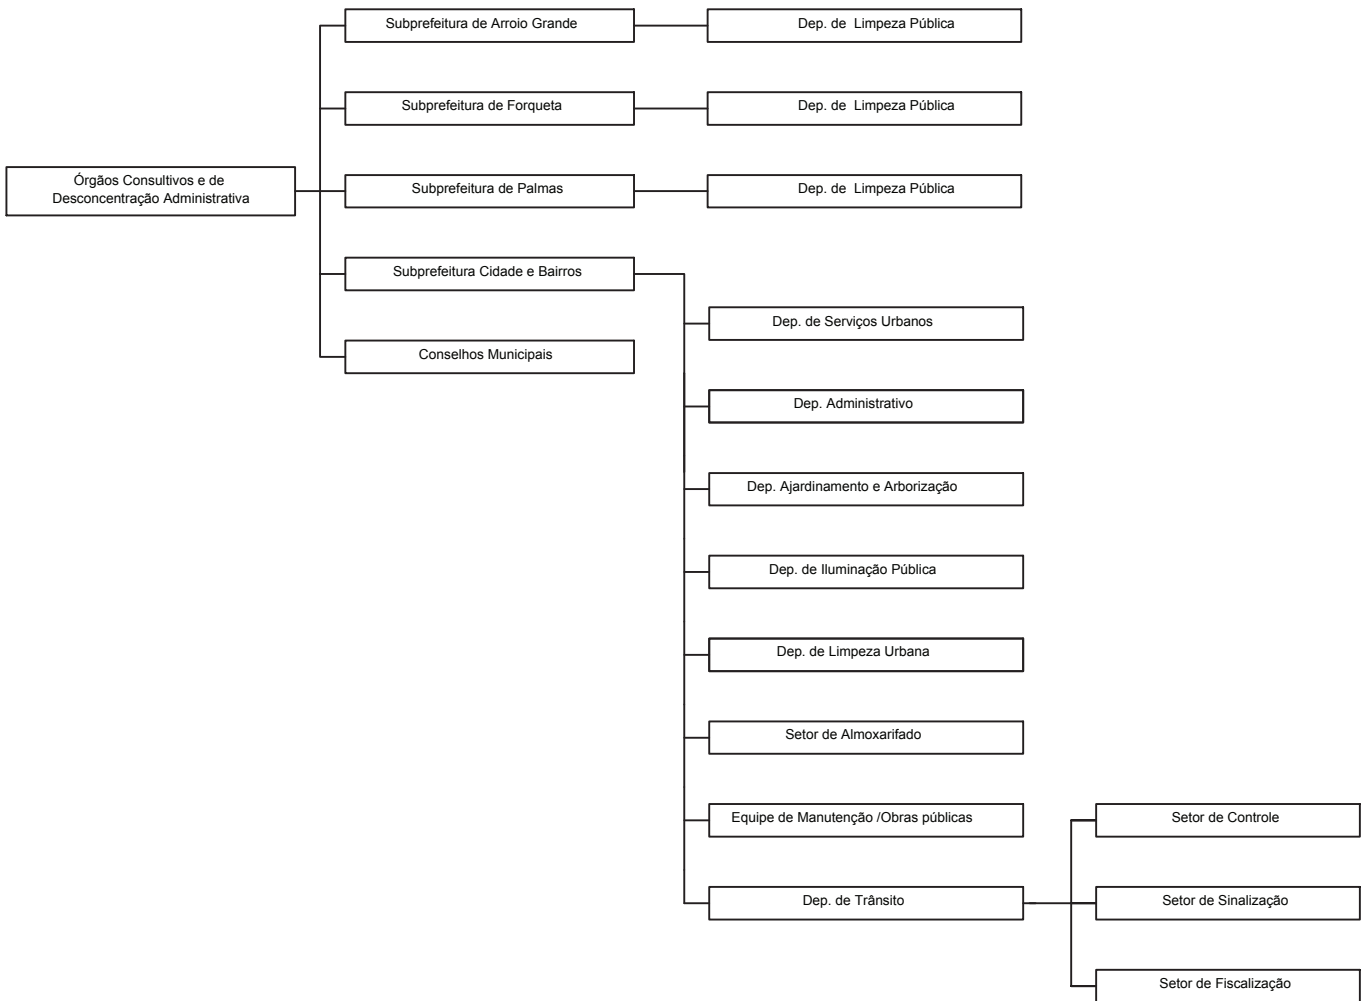 Subprefeitura de Arroio Grande
Dep. de Limpeza Pública
Subprefeitura de Forqueta
Dep. de Limpeza Pública
Órgãos Consultivos e de
Desconcentração Administrativa
Subprefeitura de Palmas
Dep. de Limpeza Pública
Subprefeitura Cidade e Bairros
Dep. de Serviços Urbanos
Conselhos Municipais
Dep. Administrativo
Dep. Ajardinamento e Arborização
Dep. de Iluminação Pública
Dep. de Limpeza Urbana
Setor de Almoxarifado
Equipe de Manutenção /Obras públicas
Setor de Controle
Dep. de Trânsito
Setor de Sinalização
Setor de Fiscalização